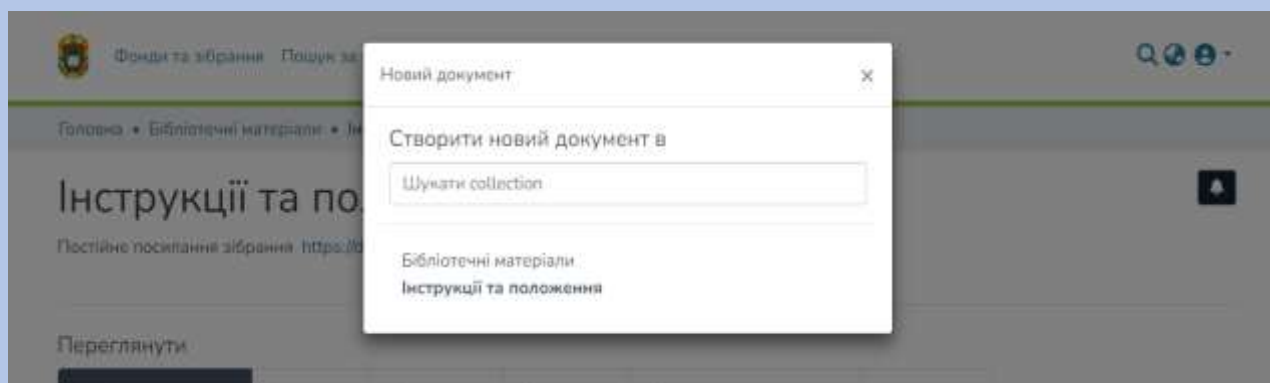 Фонди та зібрання Пошук за
Новий документ
×
Головна • Бібліотечні матеріали • Ін
Створити новий документ в
Шукати collection
Інструкції та по
Постійне посилання зібрання https://d
Бібліотечні матеріали
Інструкції та положення
Переглянути